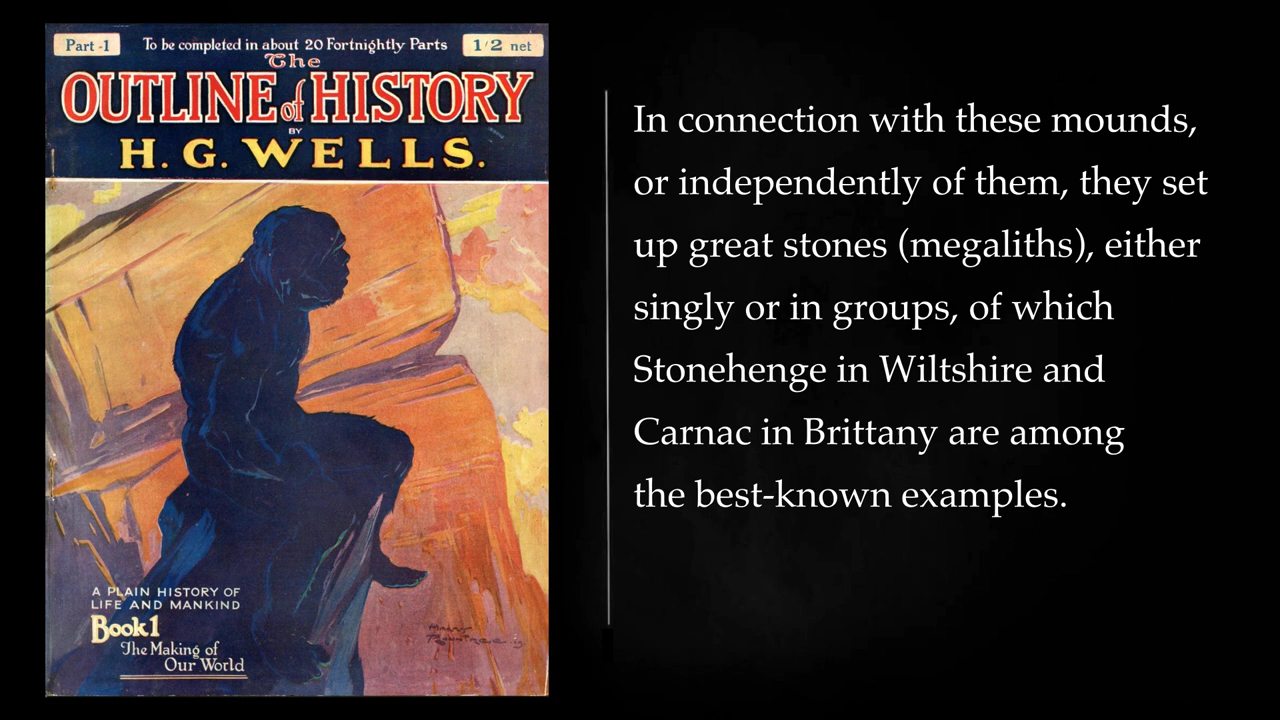 Part -1
To be completed in about 20 Fortnightly Parts
1/2 net
The
OUTLINE of HISTORY
BY
H. G. WELLS.
A PLAIN HISTORY OF
LIFE AND MANKIND
Book 1
The Making of
Our World
In connection with these mounds,
or independently of them, they set
up great stones (megaliths), either
singly or in groups, of which
Stonehenge in Wiltshire and
Carnac in Brittany are among
the best-known examples.